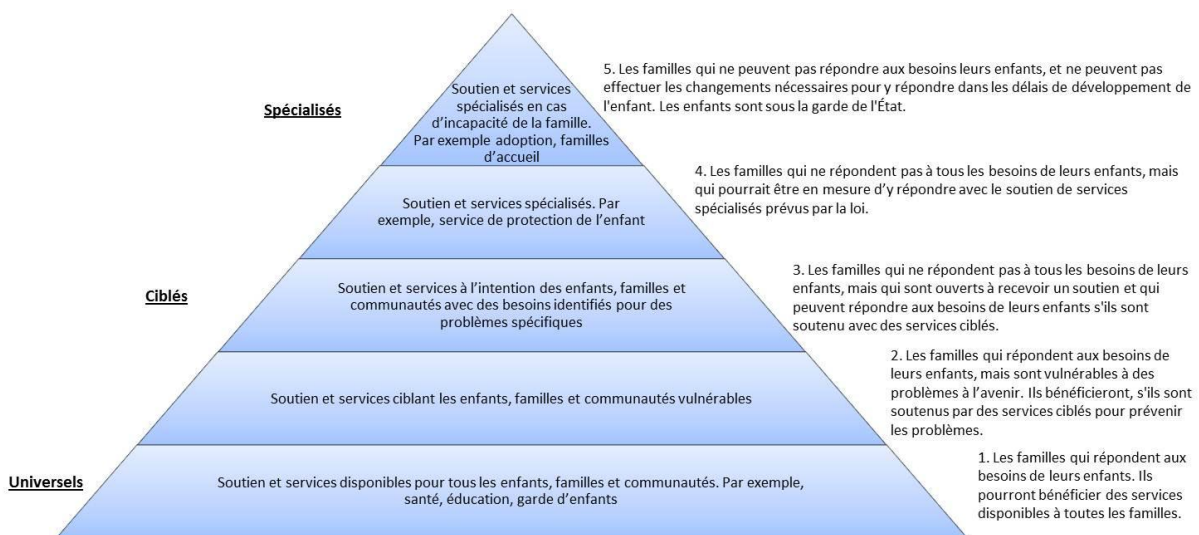 Spécialisés
Soutien et services
spécialisés en cas
d'incapacité de la famille.
Par exemple adoption, familles
d'accueil
5. Les familles qui ne peuvent pas répondre aux besoins leurs enfants, et ne peuvent pas
effectuer les changements nécessaires pour y répondre dans les délais de développement de
l'enfant. Les enfants sont sous la garde de l'État.
Soutien et services spécialisés. Par
exemple, service de protection de l'enfant
4. Les familles qui ne répondent pas à tous les besoins de leurs enfants, mais
qui pourrait être en mesure d'y répondre avec le soutien de services
spécialisés prévus par la loi.
Ciblés
Soutien et services à l'intention des enfants, familles et
communautés avec des besoins identifiés pour des
problèmes spécifiques
3. Les familles qui ne répondent pas à tous les besoins de leurs
enfants, mais qui sont ouverts à recevoir un soutien et qui
peuvent répondre aux besoins de leurs enfants s'ils sont
soutenu avec des services ciblés.
Soutien et services ciblant les enfants, familles et communautés vulnérables
2. Les familles qui répondent aux besoins de
leurs enfants, mais sont vulnérables à des
problèmes à l'avenir. Ils bénéficieront, s'ils sont
soutenus par des services ciblés pour prévenir
les problèmes.
Universels
Soutien et services disponibles pour tous les enfants, familles et communautés. Par exemple,
santé, éducation, garde d'enfants
1. Les familles qui répondent aux
besoins de leurs enfants. Ils
pourront bénéficier des services
disponibles à toutes les familles.